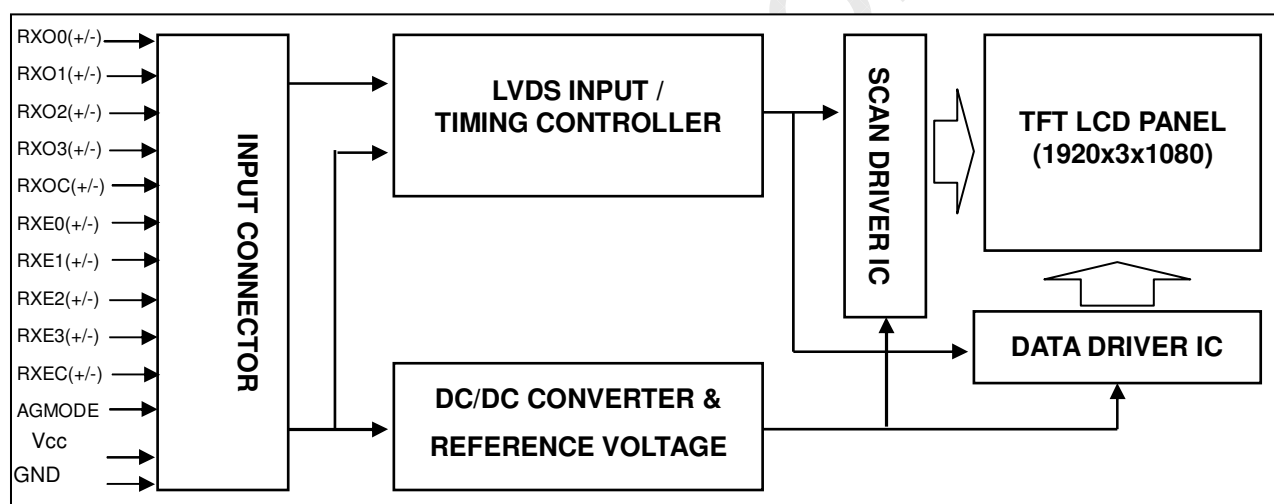 RXO0(+/-)
RXO1(+/-)
RXO2(+/-)
RXO3(+/-)
RXOC(+/-)
RXE0(+/-)
RXE1(+/-)
RXE2(+/-)
RXE3(+/-)
RXEC(+/-)
AGMODE
Vcc
GND
INPUT CONNECTOR
LVDS INPUT /
TIMING CONTROLLER
DC/DC CONVERTER &
REFERENCE VOLTAGE
SCAN DRIVER IC
TFT LCD PANEL
(1920x3x1080)
DATA DRIVER IC